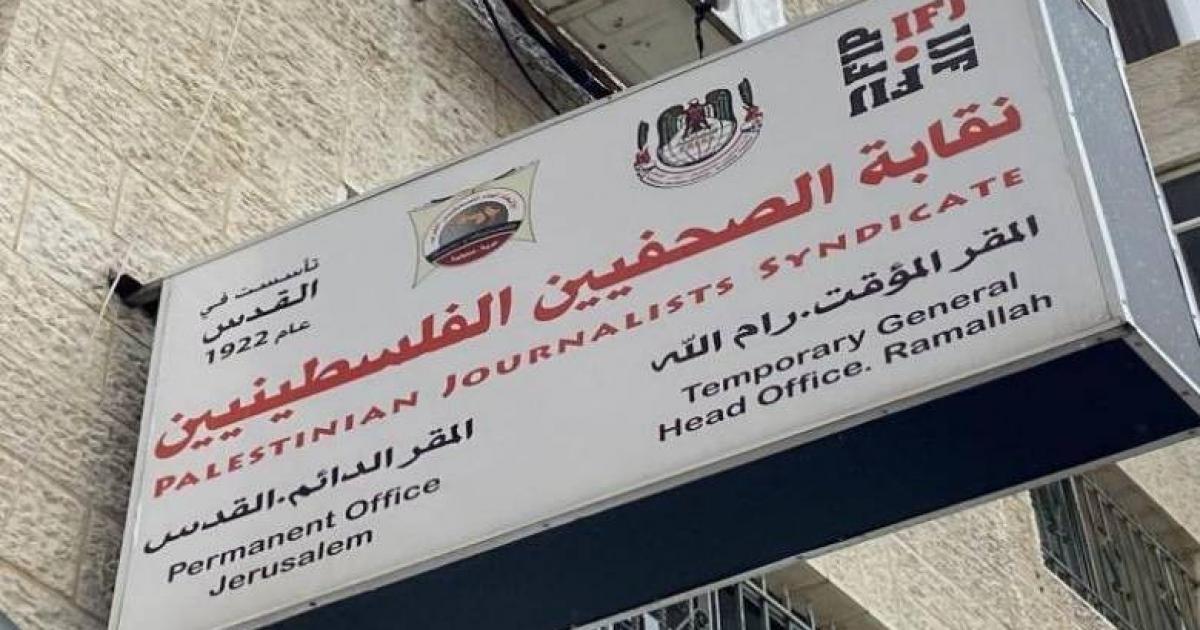 IFJ
FIP
تأسست في
القدس
عام 1922
نقابة الصحفيين الفلسطينيين
PALESTINIAN JOURNALISTS SYNDICATE
المقر المؤقت.رام الله
Temporary General
Head Office. Ramallah
المقر الدائم.القدس
Permanent Office
Jerusalem